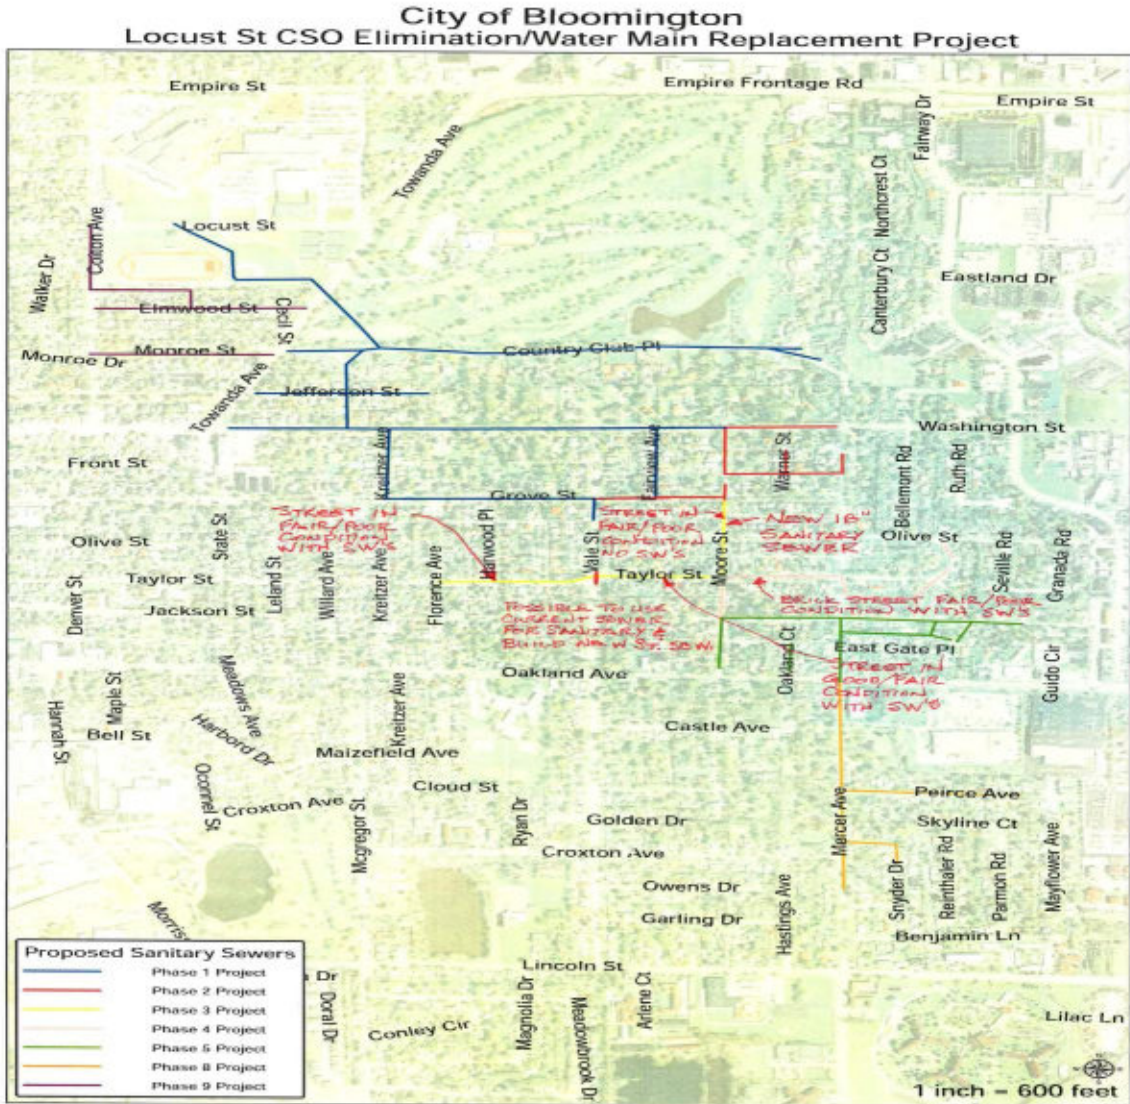 City of Bloomington
Locust St CSO Elimination/Water Main Replacement Project
Empire St
Empire Frontage Rd
Empire St
Fairway Dr
Towanda Ave
Northcrest Ct
Locust St
Colton Ave
Walker Dr
Canterbury Ct
Eastland Dr
Elmwood St
Cecil St
Monroe St
Monroe Dr
Country Club Pl
Jefferson St
Towanda Ave
Washington St
Front St
Kreitzer Ave
Fairview Ave
Warner St
Bellemont Rd
Ruth Rd
Grove St
STREET IN
FAIR/POOR
CONDITION
WITH SW'S
STREET IN
FAIR/POOR
CONDITION
NO SW'S
NEW 18"
SANITARY
SEWER
Olive St
State St
Harwood Pl
Vale St
Moore St
Olive St
Seville Rd
Granada Rd
Taylor St
Leland St
Willard Ave
Kreitzer Ave
Florence Ave
Taylor St
Denver St
Jackson St
BRICK STREET FAIR/POOR
CONDITION WITH SW'S
POSSIBLE TO USE
CURRENT SEWER
FOR SANITARY &
BUILD NEW ST. SEW.
Oakland Ct
East Gate Pl
Oakland Ave
STREET IN
GOOD/FAIR
CONDITION
WITH SW'S
Guido Cir
Meadows Ave
Maple St
Hannah St
Bell St
Harbord Dr
Kreitzer Ave
Castle Ave
Maizefield Ave
Oconnel St
Cloud St
Croxton Ave
Mcgregor St
Ryan Dr
Golden Dr
Mercer Ave
Peirce Ave
Skyline Ct
Croxton Ave
Owens Dr
Garling Dr
Hastings Ave
Snyder Dr
Reinthaler Rd
Parmon Rd
Mayflower Ave
Benjamin Ln
Morris
Lincoln St
Dr
Doral Dr
Conley Cir
Magnolia Dr
Meadowbrook Dr
Arlene Ct
Lilac Ln
Proposed Sanitary Sewers
Phase 1 Project
Phase 2 Project
Phase 3 Project
Phase 4 Project
Phase 5 Project
Phase 8 Project
Phase 9 Project
1 inch = 600 feet